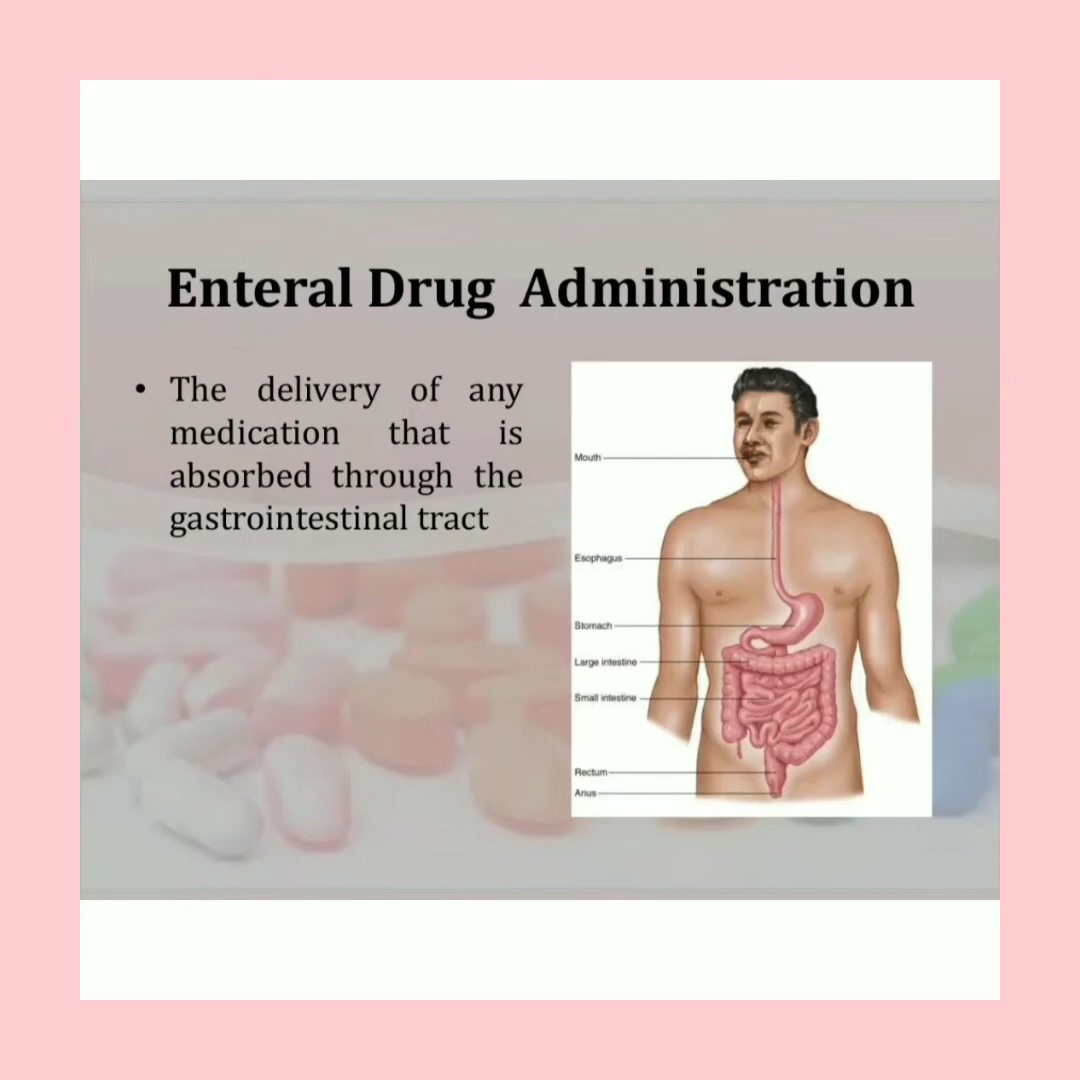 Enteral Drug Administration
• The delivery of any
medication that is
absorbed through the
gastrointestinal tract
Mouth
Esophagus
Stomach
Large intestine
Small intestine
Rectum
Anus